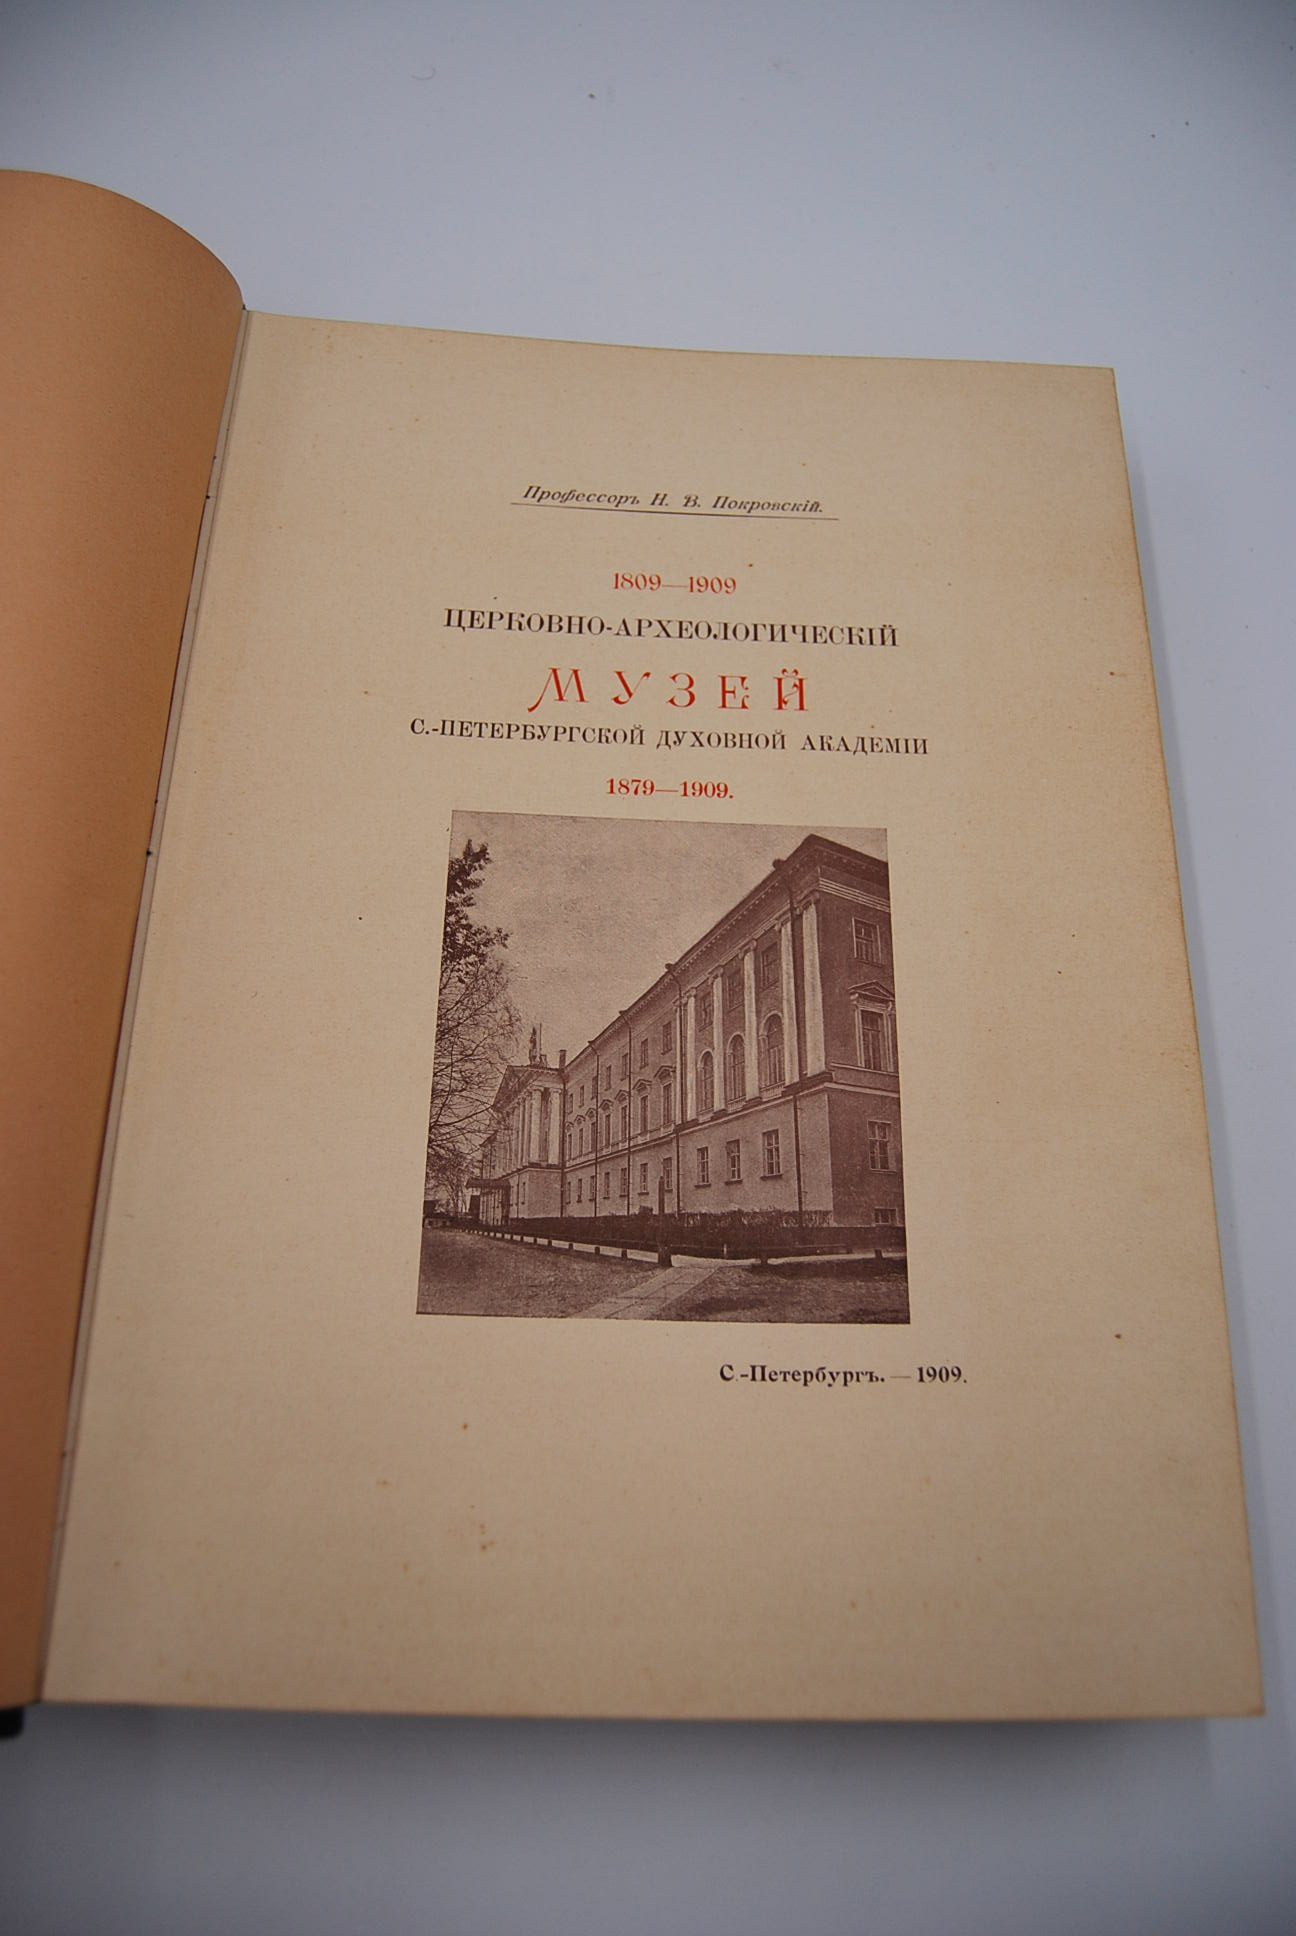 Профессоръ Н. В. Покровскій.
1809—1909
ЦЕРКОВНО-АРХЕОЛОГИЧЕСКІЙ
МУЗЕЙ
С.-ПЕТЕРБУРГСКОЙ ДУХОВНОЙ АКАДЕМІИ
1879—1909.
С.-Петербургъ. — 1909.